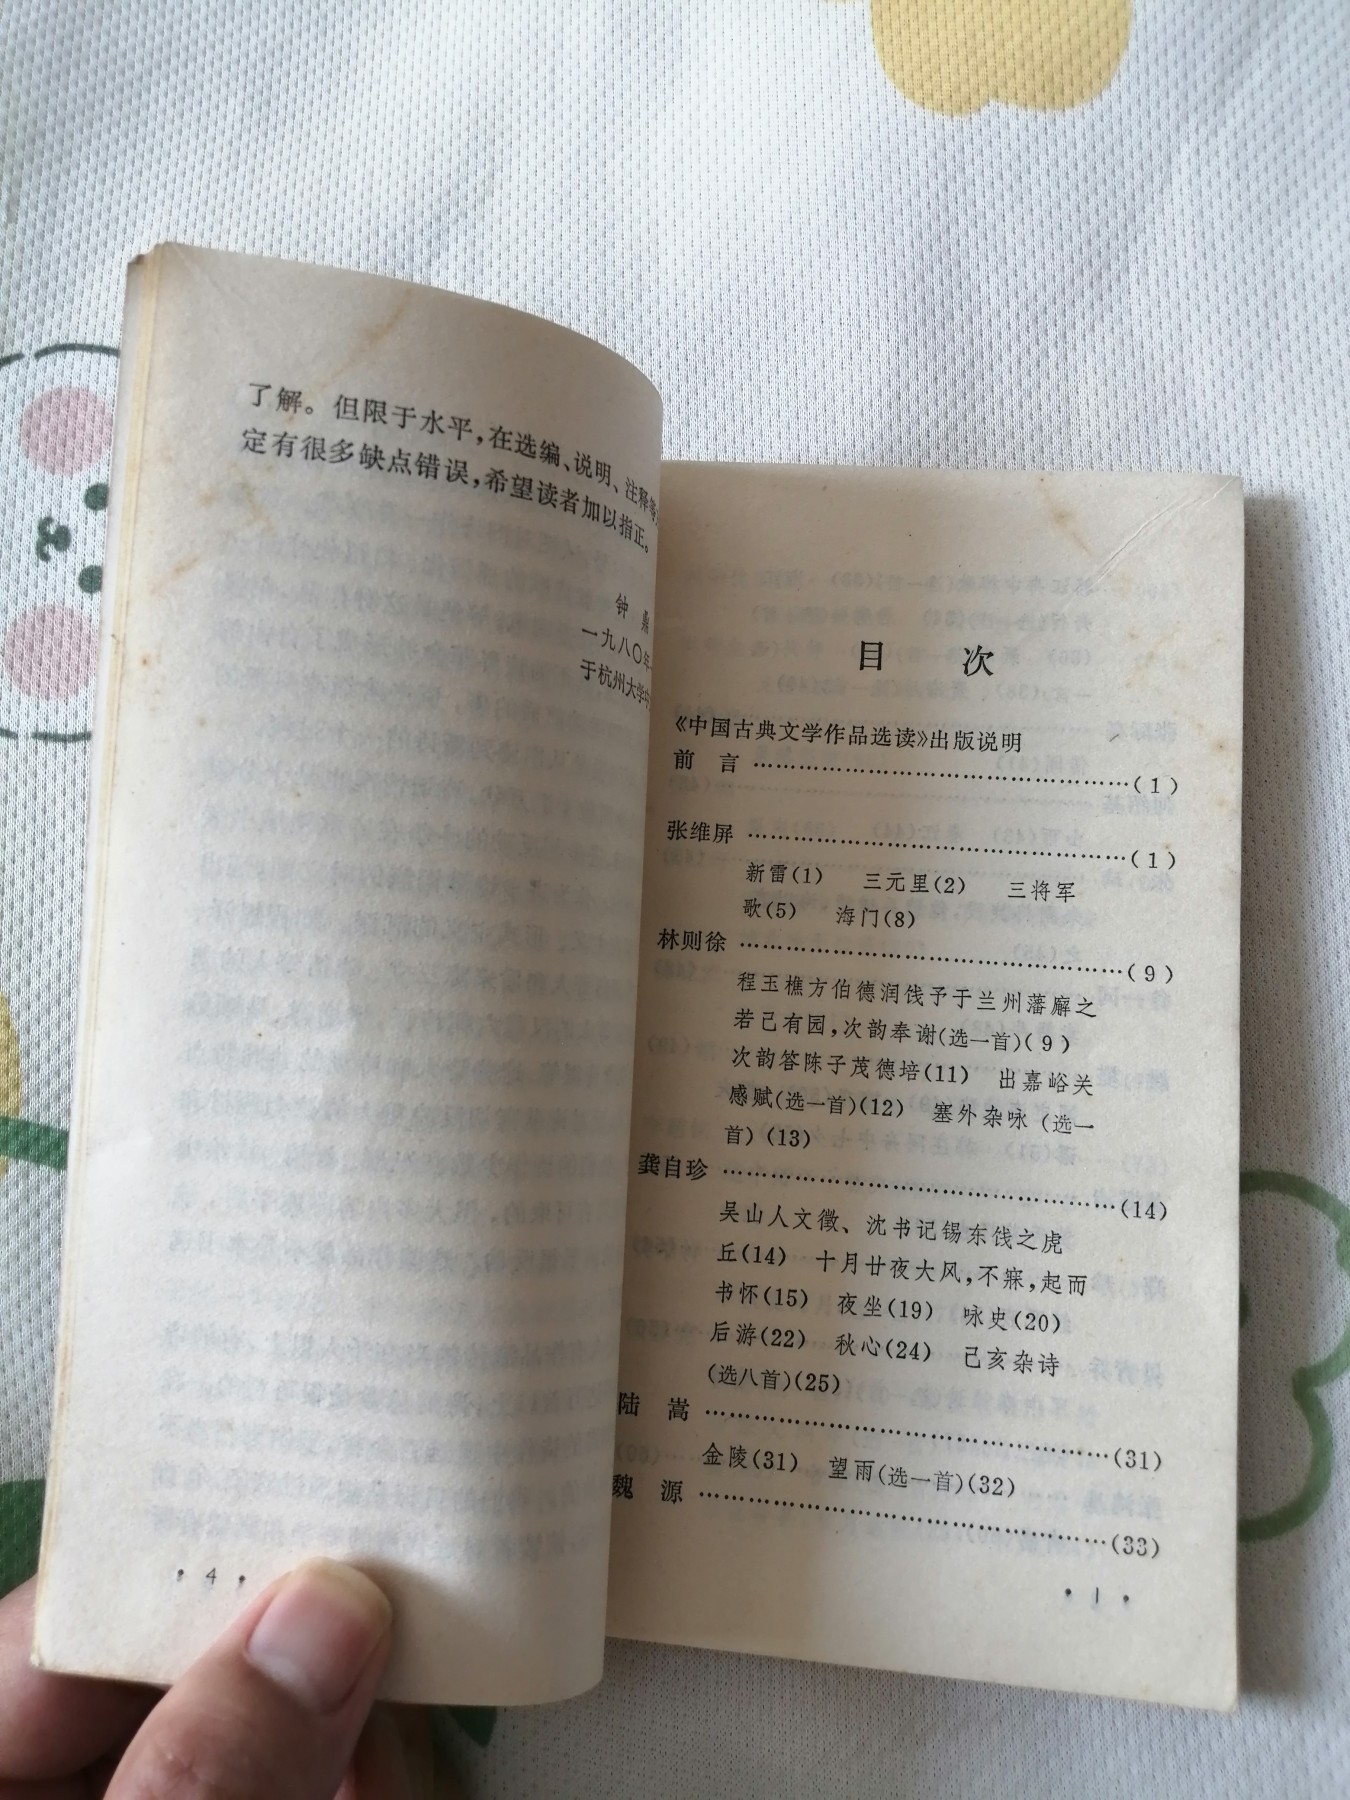 了解。但限于水平，在选编、说明、注释等
定有很多缺点错误，希望读者加以指正。
钟
一九八〇年
于杭州大学中
·4·
目　次
《中国古典文学作品选读》出版说明
前　言 ……………………………………………(1)
张维屏 ……………………………………………(1)
新雷(1)　三元里(2)　三将军
歌(5)　海门(8)
林则徐 ……………………………………………(9)
程玉樵方伯德润饯予于兰州藩廨之
若己有园，次韵奉谢(选一首)(9)
次韵答陈子茂德培(11)　出嘉峪关
感赋(选一首)(12)　塞外杂咏(选一
首)(13)
龚自珍 ……………………………………………(14)
吴山人文徵、沈书记锡东饯之虎
丘(14)　十月廿夜大风，不寐，起而
书怀(15)　夜坐(19)　咏史(20)
后游(22)　秋心(24)　己亥杂诗
(选八首)(25)
陆　嵩 ……………………………………………(31)
金陵(31)　望雨(选一首)(32)
魏　源 ……………………………………………(33)
·1·